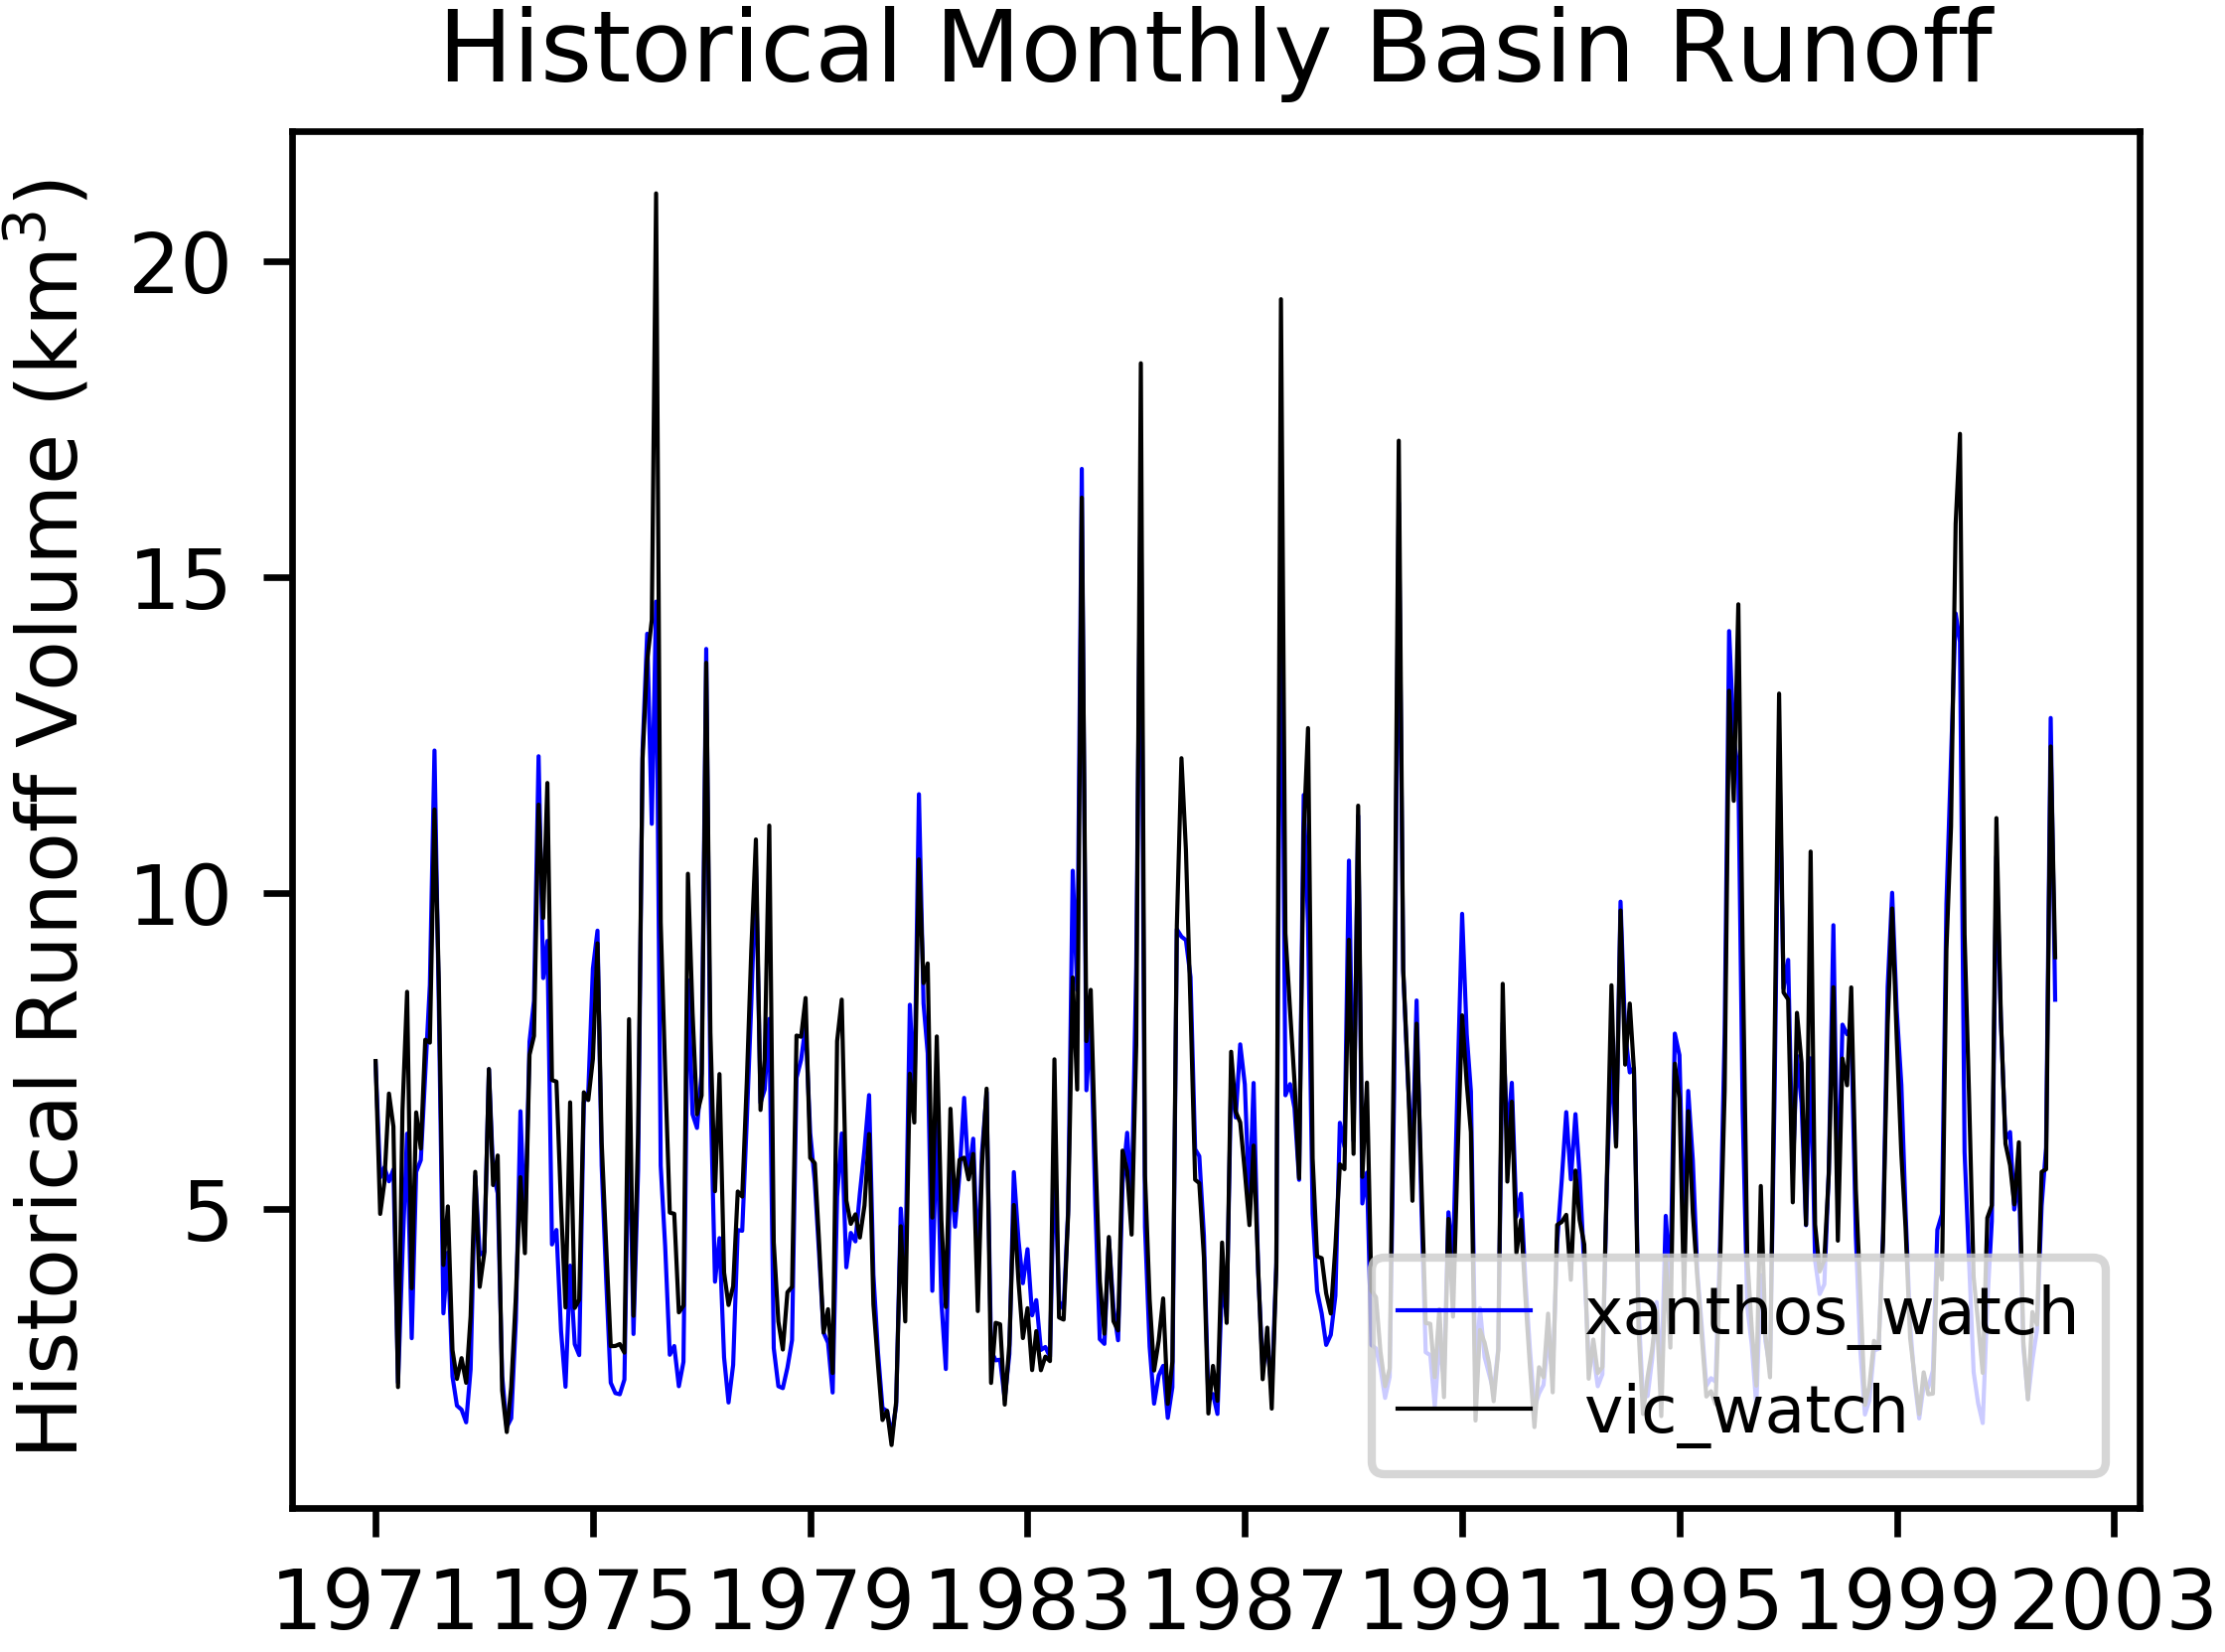 Historical Monthly Basin Runoff
Historical Runoff Volume (km³)
20
15
10
5
xanthos_watch
vic_watch
1971 1975 1979 1983 1987 1991 1995 1999 2003